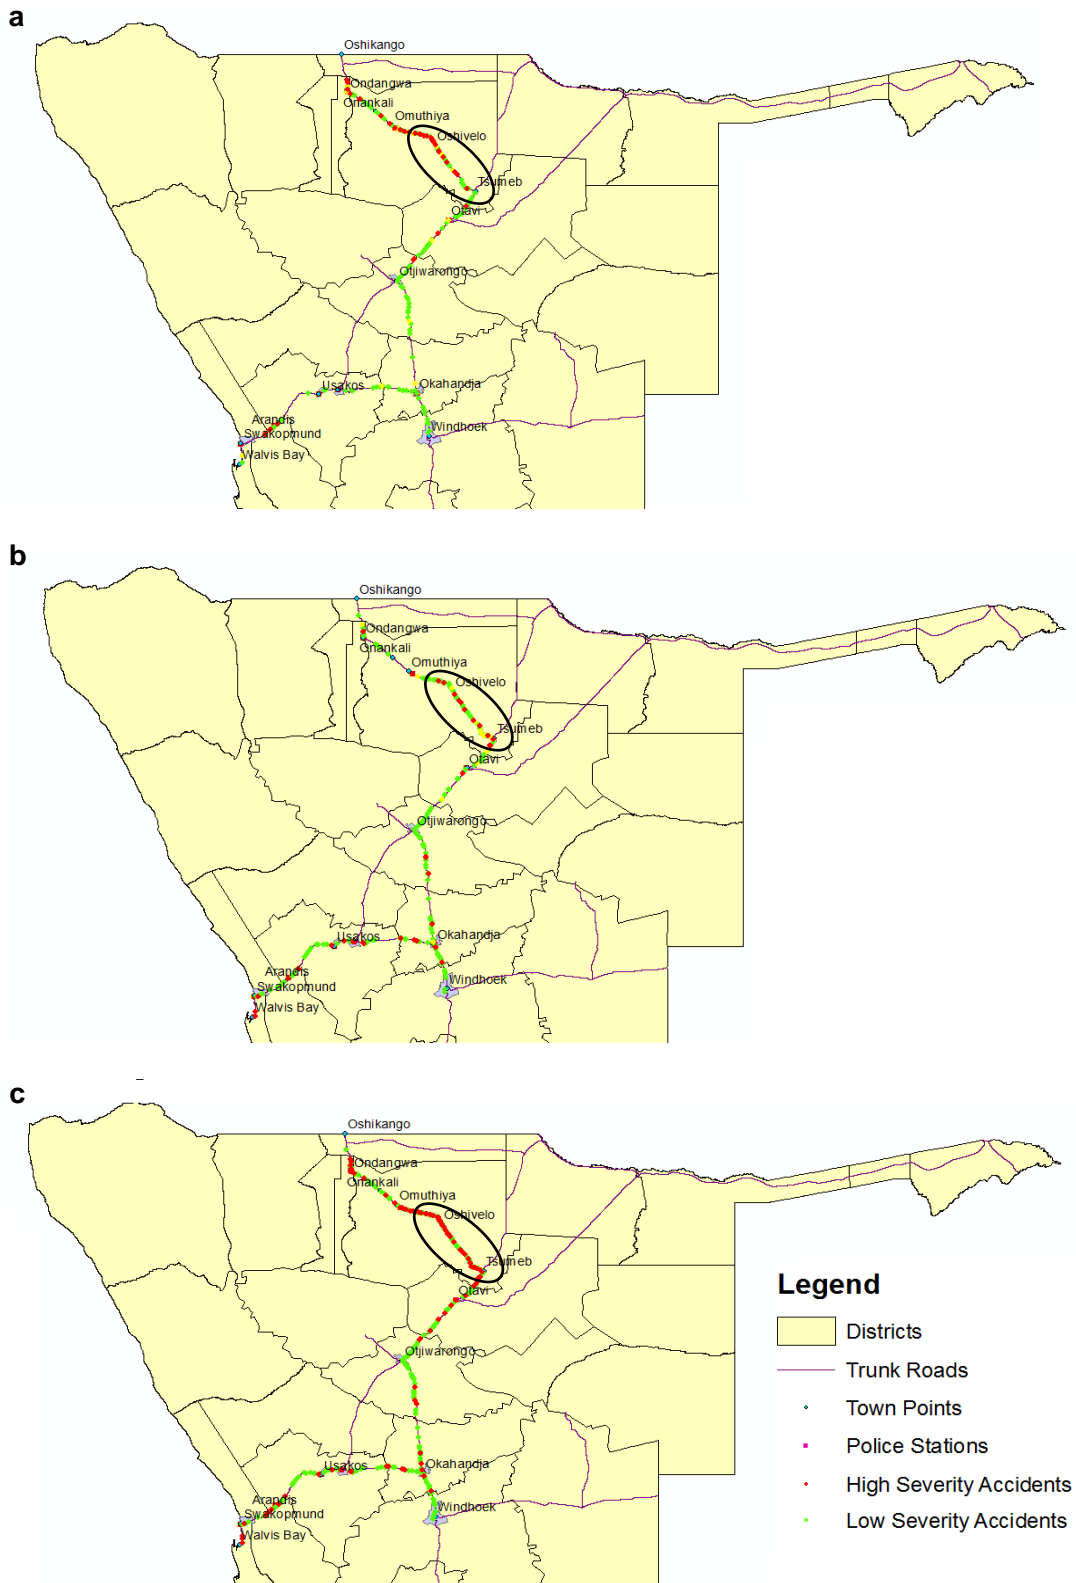 a
Oshikango
Ondangwa
Onankali
Omuthiya
Oshivelo
Tsumeb
Otavi
Otjiwarongo
Usakos
Okahandja
Arandis
Swakopmund
Windhoek
Walvis Bay
b
Oshikango
Ondangwa
Onankali
Omuthiya
Oshivelo
Tsumeb
Otavi
Otjiwarongo
Usakos
Okahandja
Arandis
Swakopmund
Windhoek
Walvis Bay
c
Oshikango
Ondangwa
Onankali
Omuthiya
Oshivelo
Tsumeb
Otavi
Otjiwarongo
Usakos
Okahandja
Arandis
Swakopmund
Windhoek
Walvis Bay
Legend
Districts
Trunk Roads
Town Points
Police Stations
High Severity Accidents
Low Severity Accidents